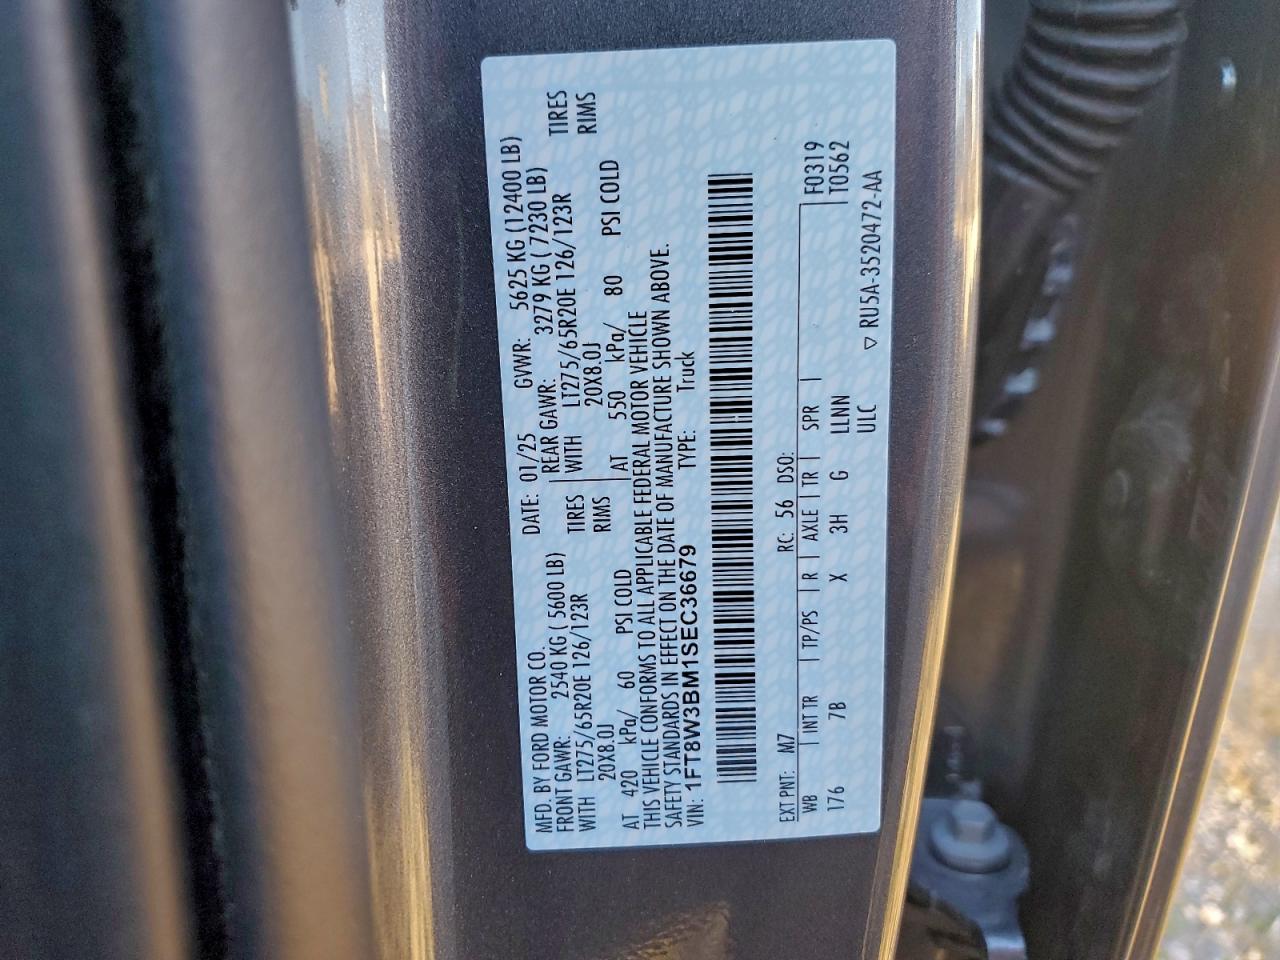 MFD. BY FORD MOTOR CO.
DATE: 01/25 GVWR: 5625 KG (12400 LB)
FRONT GAWR: 2540 KG ( 5600 LB) REAR GAWR: 3279 KG ( 7230 LB)
WITH LT275/65R20E 126/123R TIRES WITH LT275/65R20E 126/123R TIRES
20X8.0J RIMS 20X8.0J RIMS
AT 420 kPa/ 60 PSI COLD AT 550 kPa/ 80 PSI COLD
THIS VEHICLE CONFORMS TO ALL APPLICABLE FEDERAL MOTOR VEHICLE
SAFETY STANDARDS IN EFFECT ON THE DATE OF MANUFACTURE SHOWN ABOVE.
VIN: 1FT8W3BM1SEC36679 TYPE: Truck
EXT PNT: M7 RC: 56 DSO:
WB INT TR TP/PS R AXLE TR SPR F0319
176 7B X 3H G LLNN T0562
ULC ▽ RU5A-3520472-AA